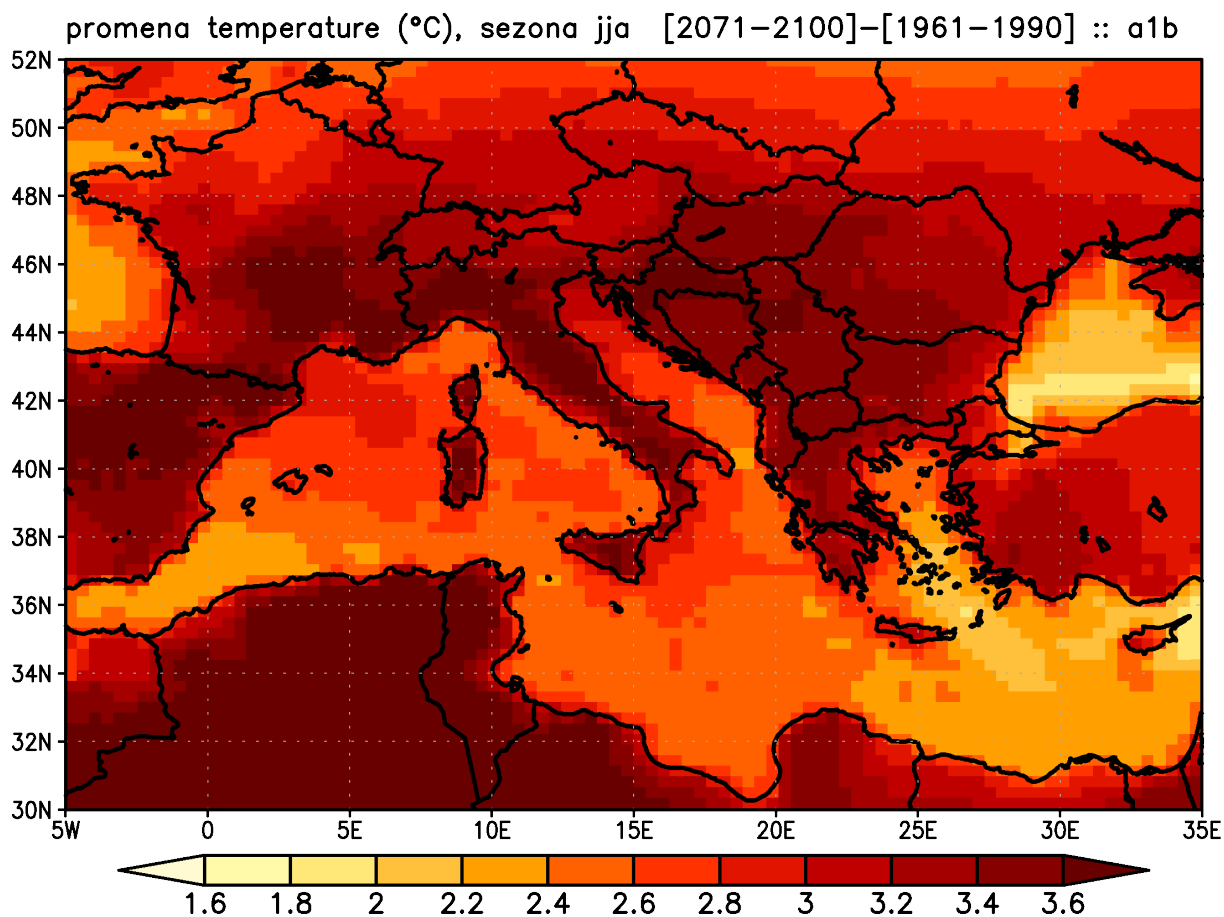 promena temperature (°C), sezona jja [2071−2100]−[1961−1990] :: a1b
52N
50N
48N
46N
44N
42N
40N
38N
36N
34N
32N
30N
5W 0 5E 10E 15E 20E 25E 30E 35E
1.6 1.8 2 2.2 2.4 2.6 2.8 3 3.2 3.4 3.6